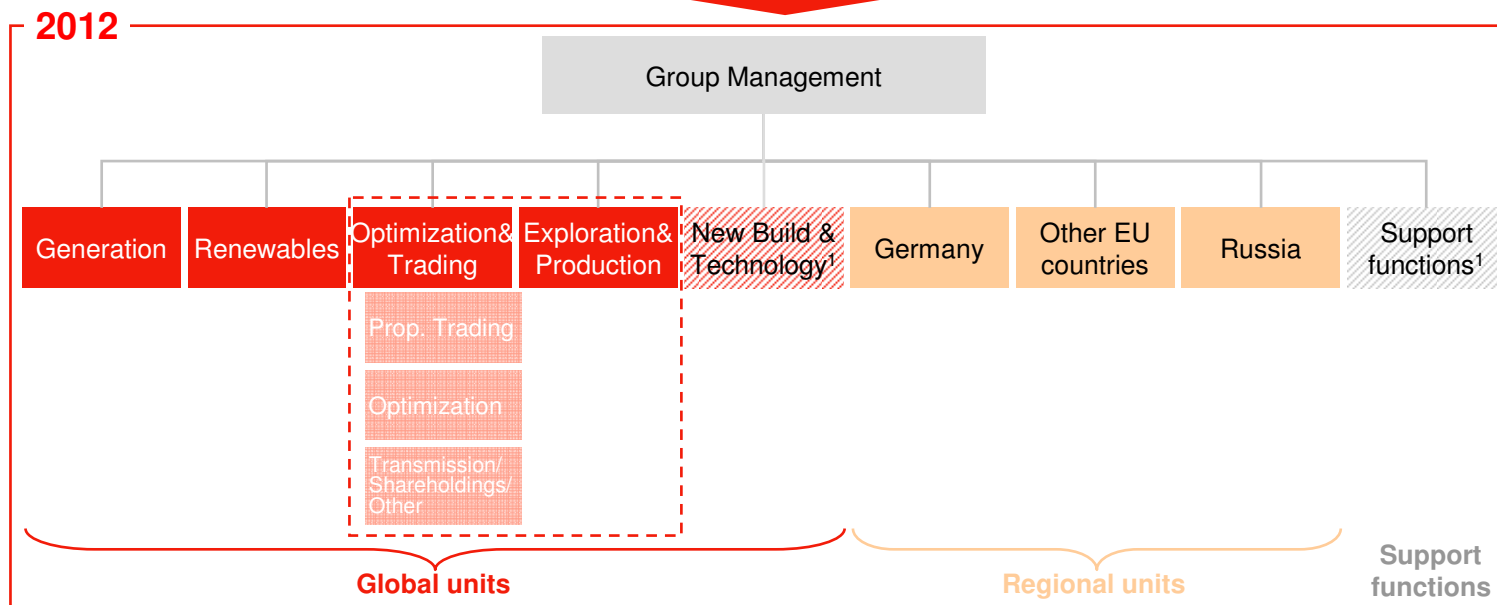 2012
Group Management
Generation
Renewables
Optimization&
Trading
Exploration&
Production
New Build &
Technology¹
Germany
Other EU
countries
Russia
Support
functions¹
Prop. Trading
Optimization
Transmission/
Shareholdings/
Other
Global units
Regional units
Support
functions